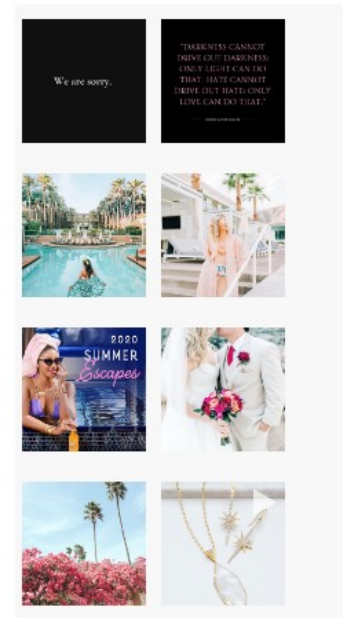 We are sorry.
"DARKNESS CANNOT
DRIVE OUT DARKNESS:
ONLY LIGHT CAN DO
THAT. HATE CANNOT
DRIVE OUT HATE; ONLY
LOVE CAN DO THAT."
2020
SUMMER
Escapes